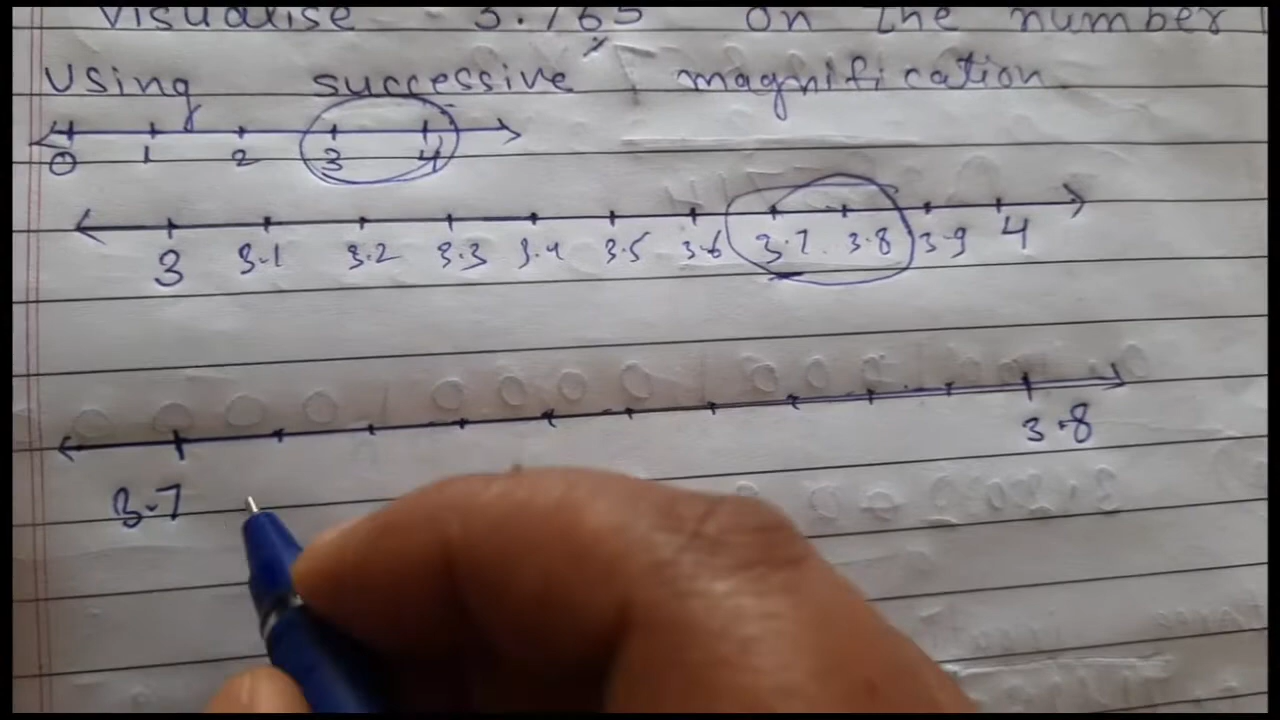 Visualise 3.765 on the number
Using successive magnification
0 1 2 3 4
3 3.1 3.2 3.3 3.4 3.5 3.6 3.7 3.8 3.9 4
3.7 3.8